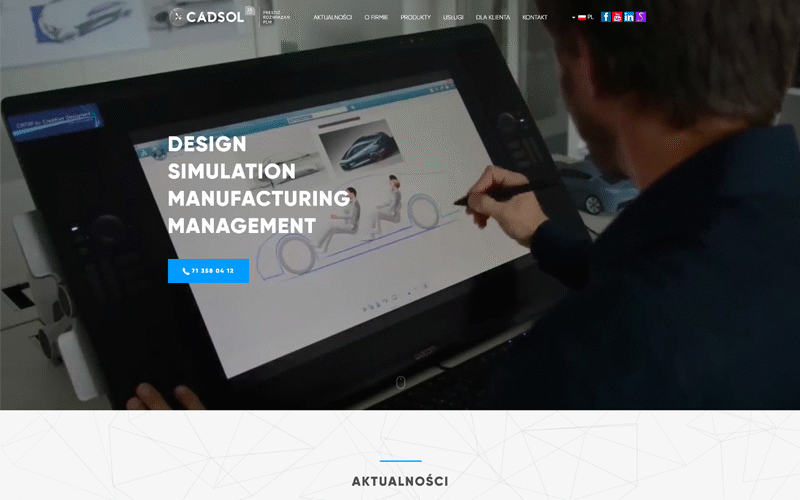 CADSOL
PRESTIŻ
ROZWIĄZAŃ
PLM
AKTUALNOŚCI
O FIRMIE
PRODUKTY
USŁUGI
DLA KLIENTA
KONTAKT
PL
DESIGN
SIMULATION
MANUFACTURING
MANAGEMENT
71 358 04 12
AKTUALNOŚCI